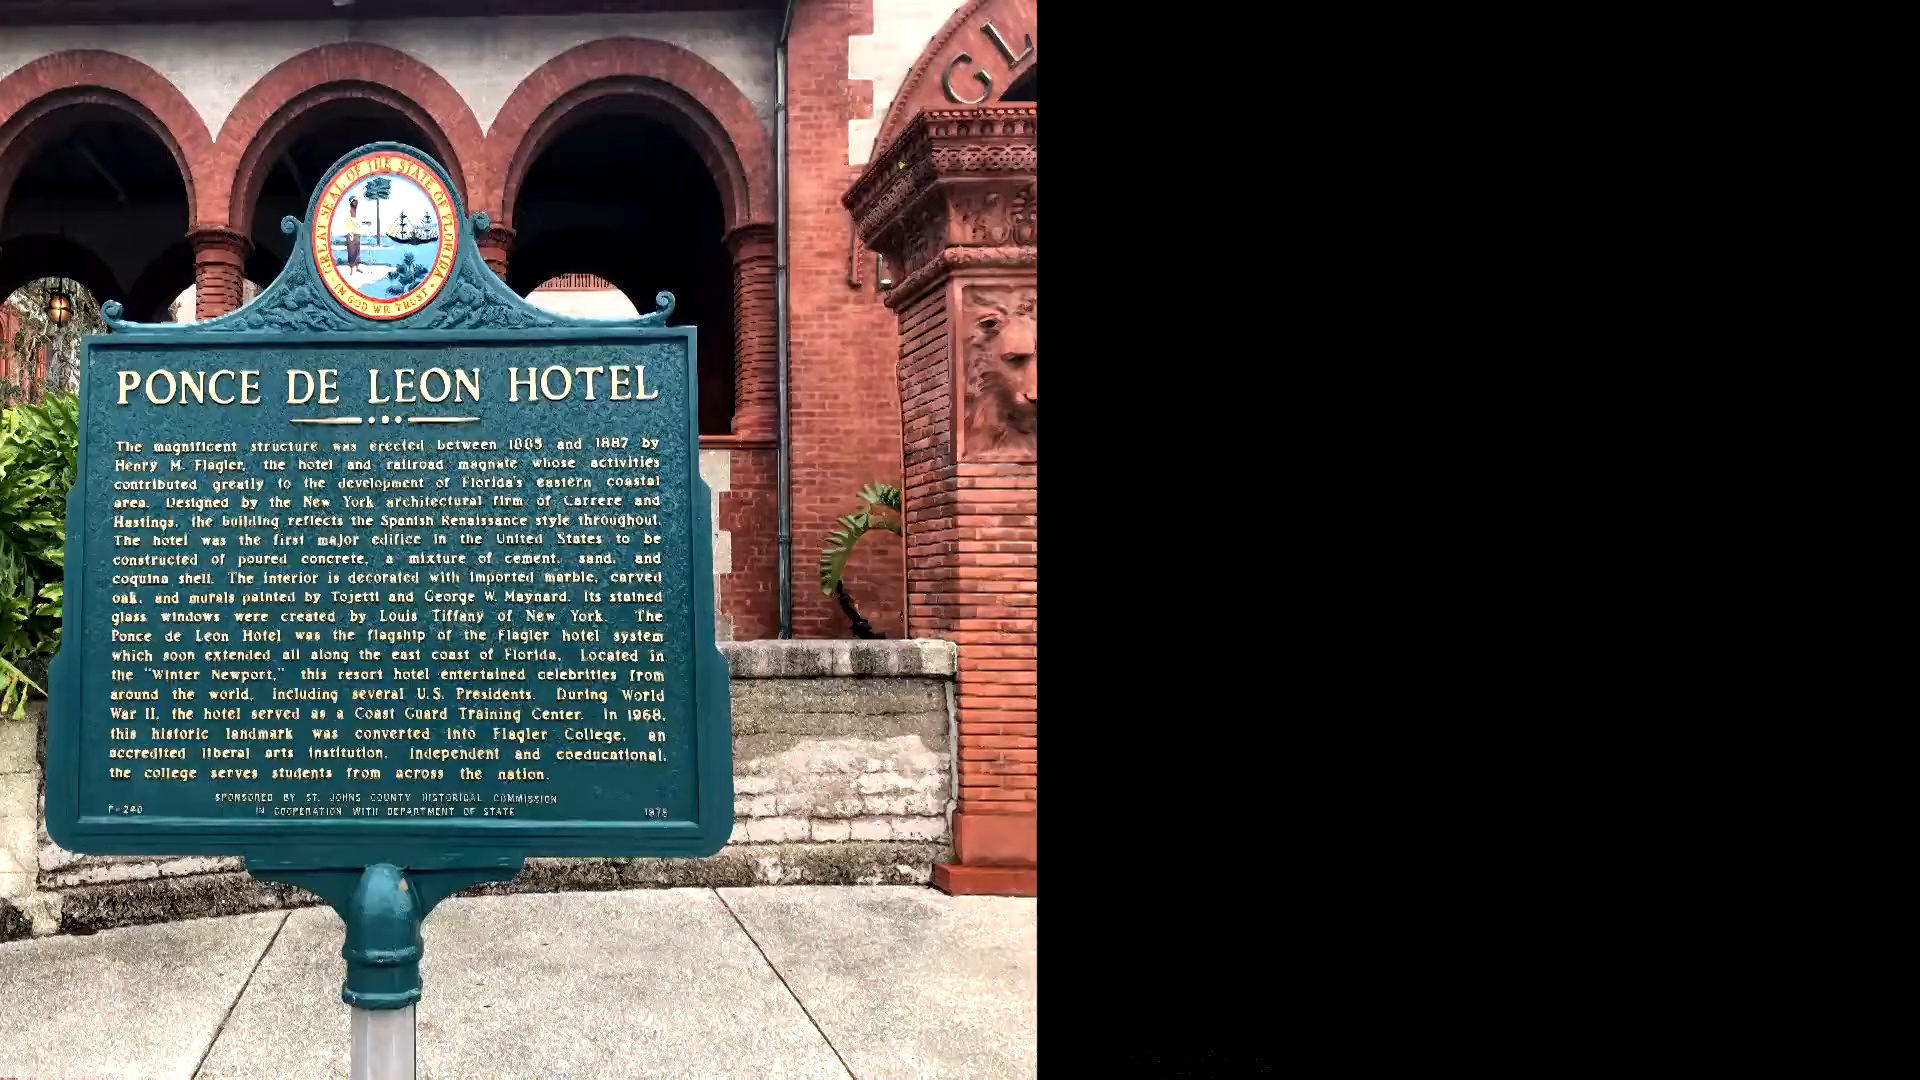 GL
GREAT SEAL OF THE STATE OF FLORIDA
IN GOD WE TRUST
PONCE DE LEON HOTEL
The magnificent structure was erected between 1885 and 1887 by
Henry M. Flagler, the hotel and railroad magnate whose activities
contributed greatly to the development of Florida's eastern coastal
area. Designed by the New York architectural firm of Carrere and
Hastings, the building reflects the Spanish Renaissance style throughout.
The hotel was the first major edifice in the United States to be
constructed of poured concrete, a mixture of cement, sand, and
coquina shell. The interior is decorated with imported marble, carved
oak, and murals painted by Tojetti and George W. Maynard. Its stained
glass windows were created by Louis Tiffany of New York. The
Ponce de Leon Hotel was the flagship of the Flagler hotel system
which soon extended all along the east coast of Florida. Located in
the "Winter Newport," this resort hotel entertained celebrities from
around the world, including several U.S. Presidents. During World
War II, the hotel served as a Coast Guard Training Center. In 1968,
this historic landmark was converted into Flagler College, an
accredited liberal arts institution. Independent and coeducational,
the college serves students from across the nation.
SPONSORED BY ST. JOHNS COUNTY HISTORICAL COMMISSION
IN COOPERATION WITH DEPARTMENT OF STATE
F-240
1975